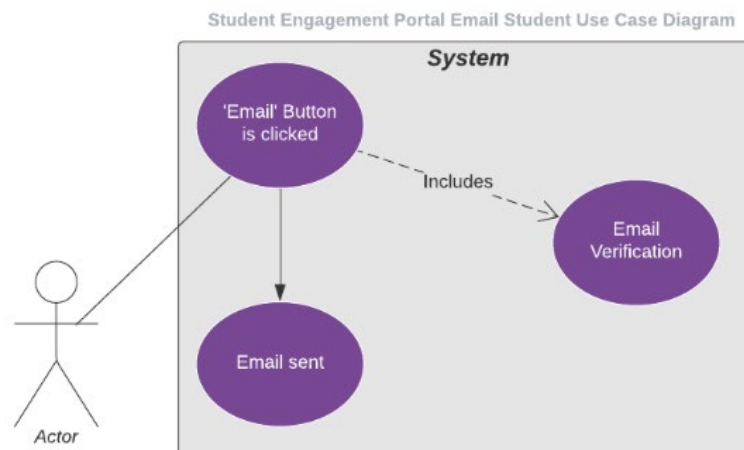 Student Engagement Portal Email Student Use Case Diagram
System
'Email' Button
is clicked
Includes
Email
Verification
Email sent
Actor